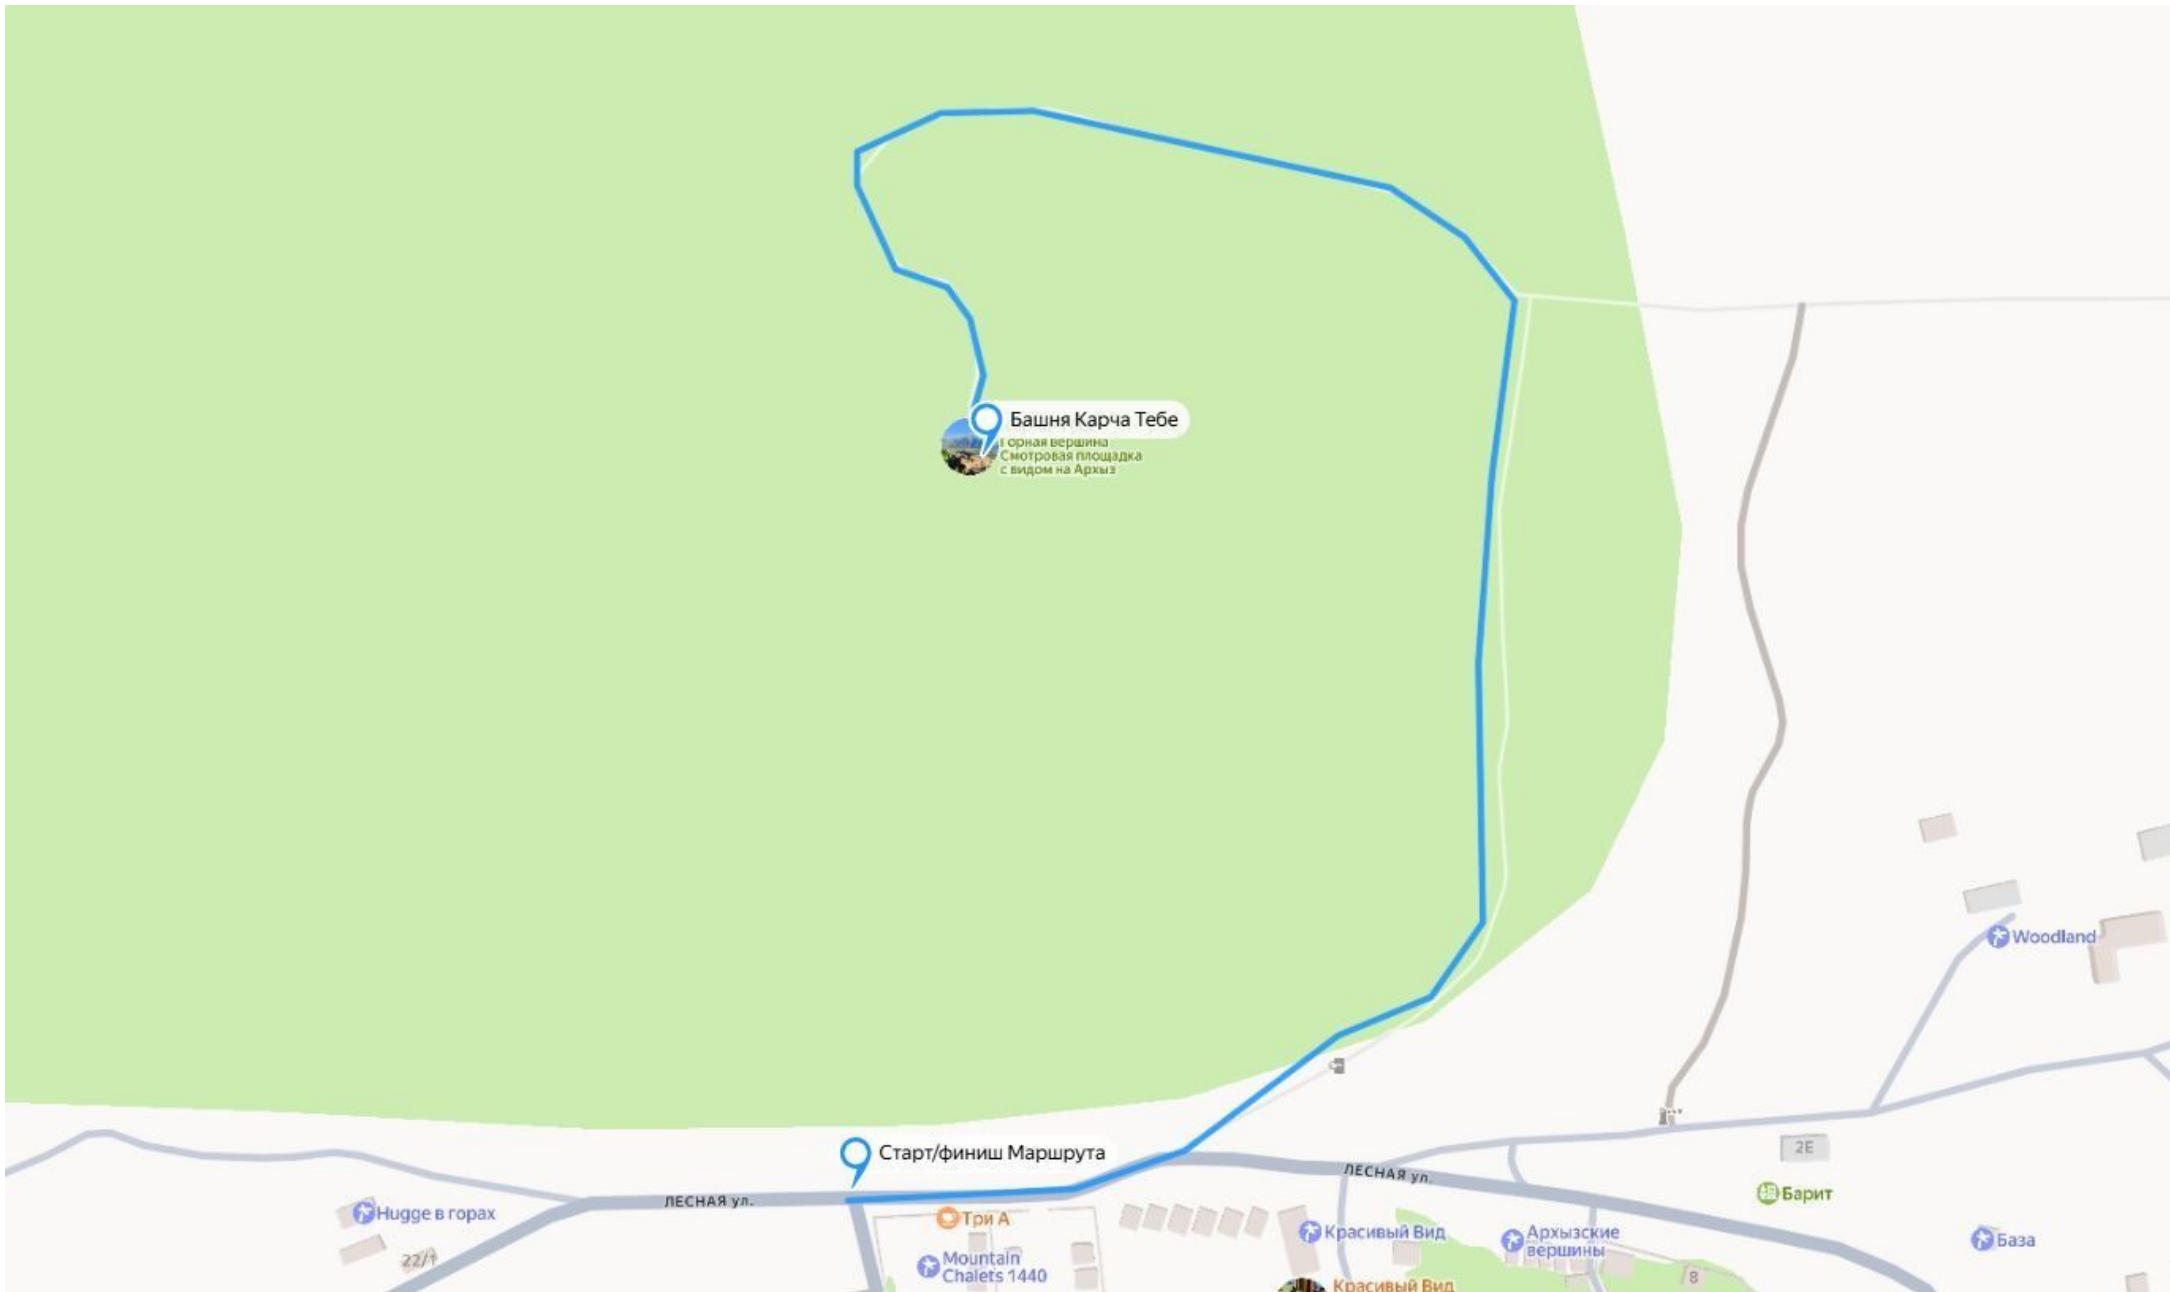 Башня Карча Тебе
Горная вершина
Смотровая площадка
с видом на Архыз
Woodland
Старт/финиш Маршрута
2Е
ЛЕСНАЯ ул.
ЛЕСНАЯ ул.
Барит
Hugge в горах
Три А
Красивый Вид
Архызские
вершины
База
22/1
Mountain
Chalets 1440
8
Красивый Вид